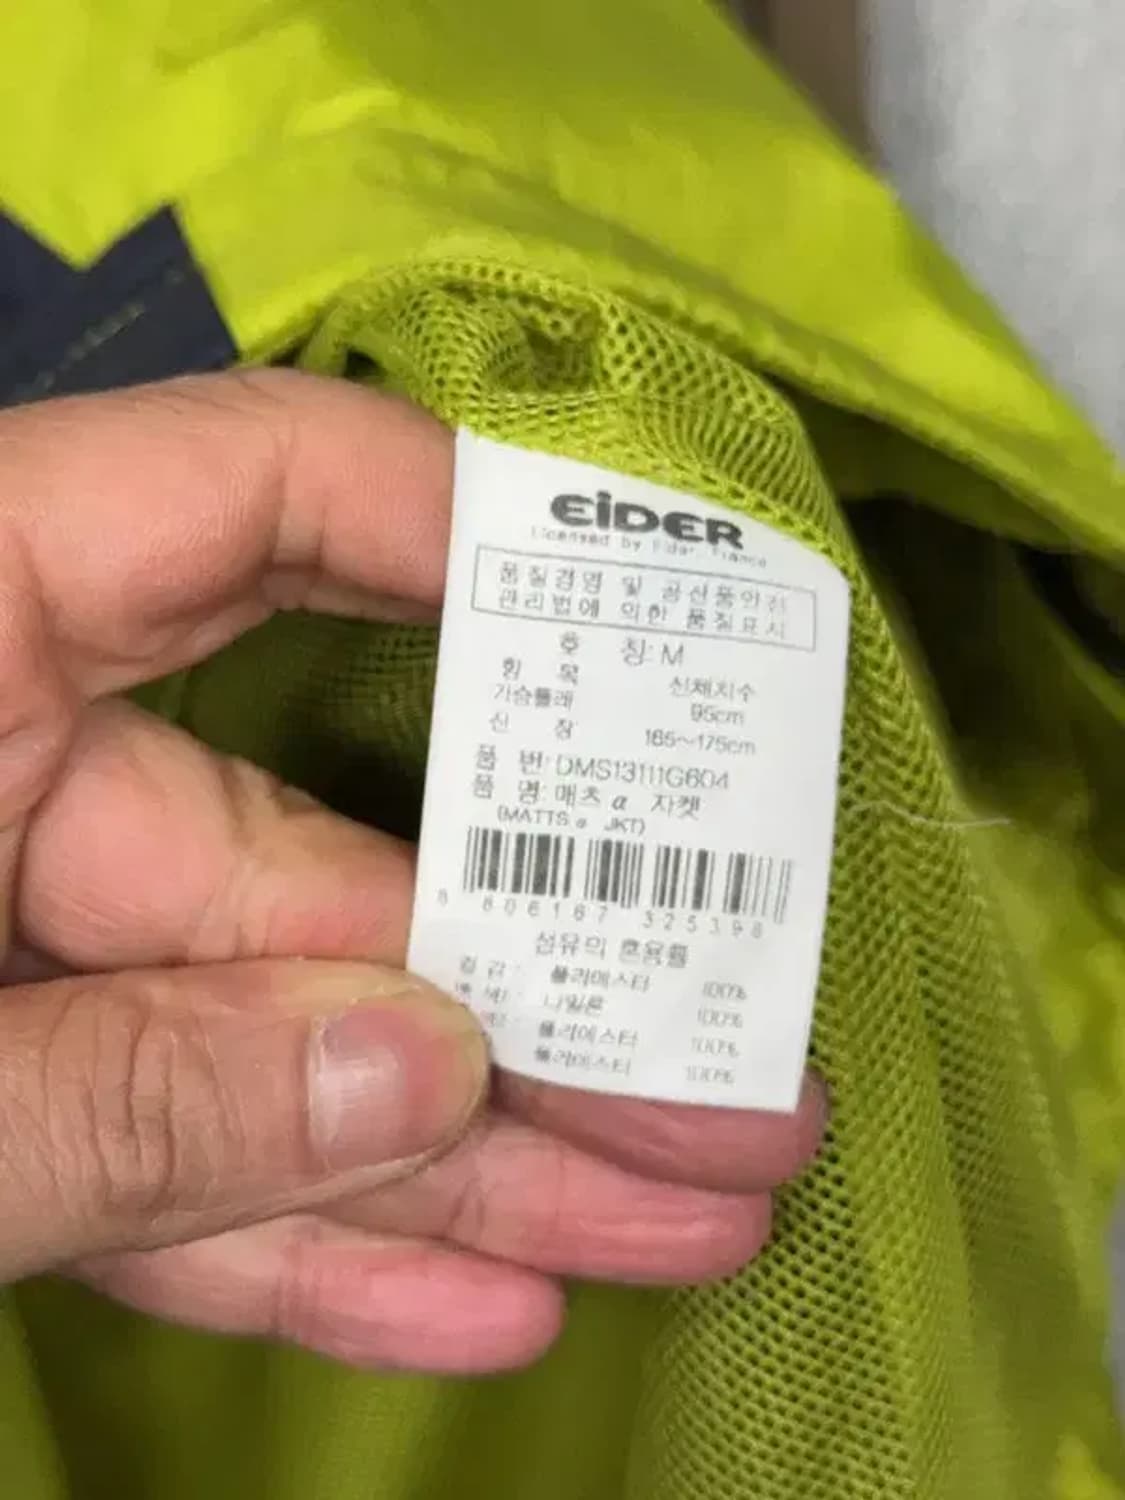 EiDER
Licensed by Eider, France
품질경영 및 공산품안전
관리법에 의한 품질표시
호 칭: M
항 목 신체치수
가슴둘레 95cm
신 장 165~175cm
품 번: DMS13111G604
품 명: 매츠 α 자켓
(MATTS α JKT)
8 806167 325398
섬유의 혼용률
겉 감: 폴리에스터 100%
배 색: 나일론 100%
폴리에스터 100%
폴리에스터 100%